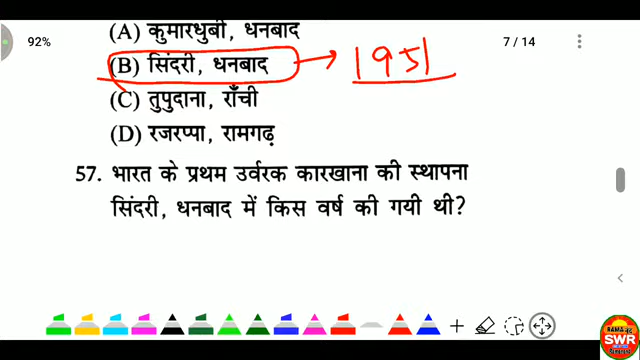 92%
7 / 14
(A) कुमारधुबी, धनबाद
(B) सिंदरी, धनबाद → 1951
(C) तुपुदाना, राँची
(D) रजरप्पा, रामगढ़
57. भारत के प्रथम उर्वरक कारखाना की स्थापना
सिंदरी, धनबाद में किस वर्ष की गयी थी?
SWR